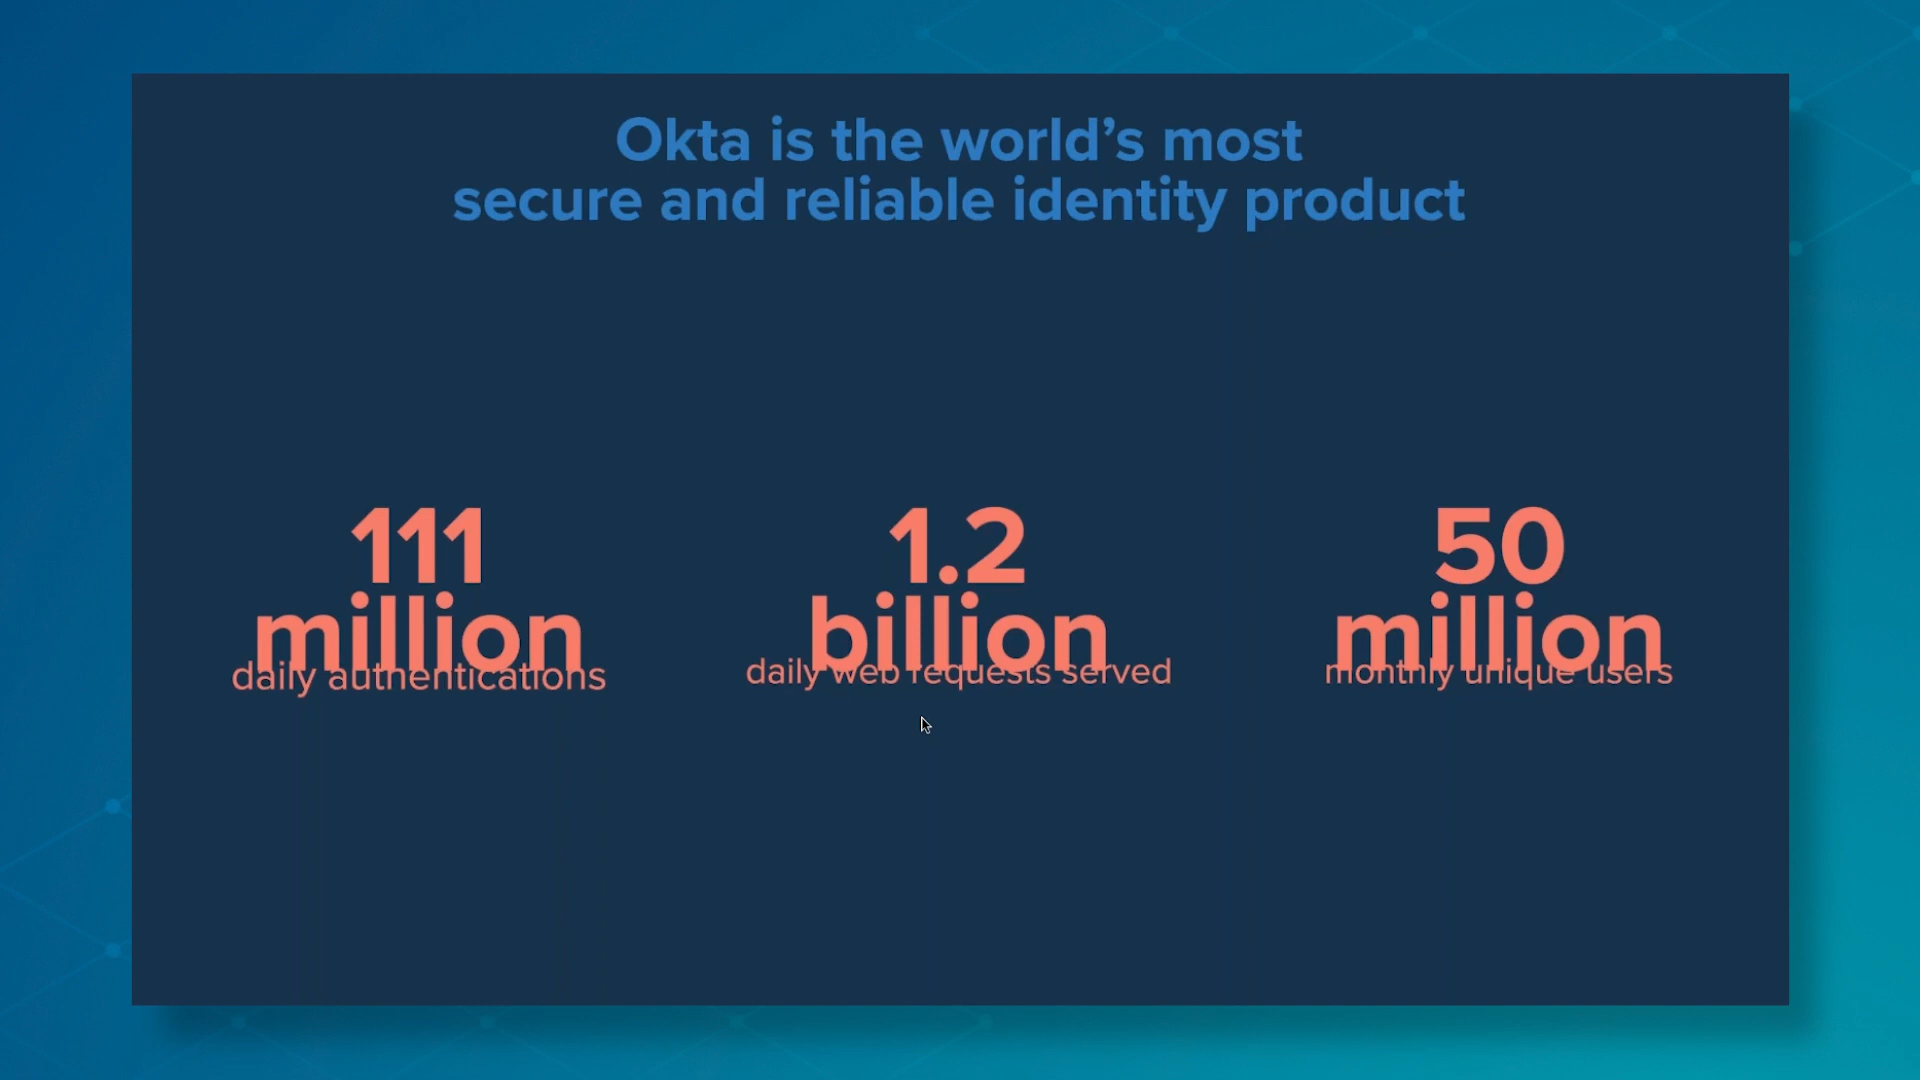 Okta is the world’s most
secure and reliable identity product
111
million
daily authentications
1.2
billion
daily web requests served
50
million
monthly unique users